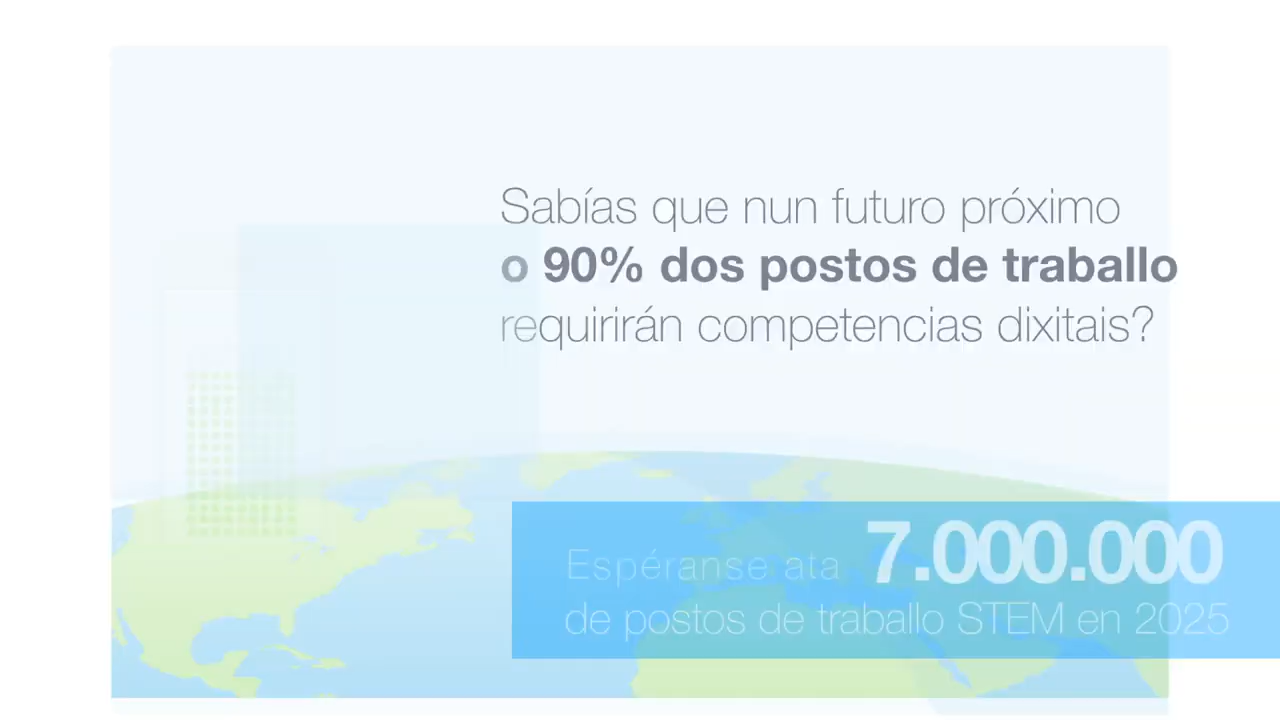 Sabías que nun futuro próximo
o 90% dos postos de traballo
requirirán competencias dixitais?
Espéranse ata 7.000.000
de postos de traballo STEM en 2025